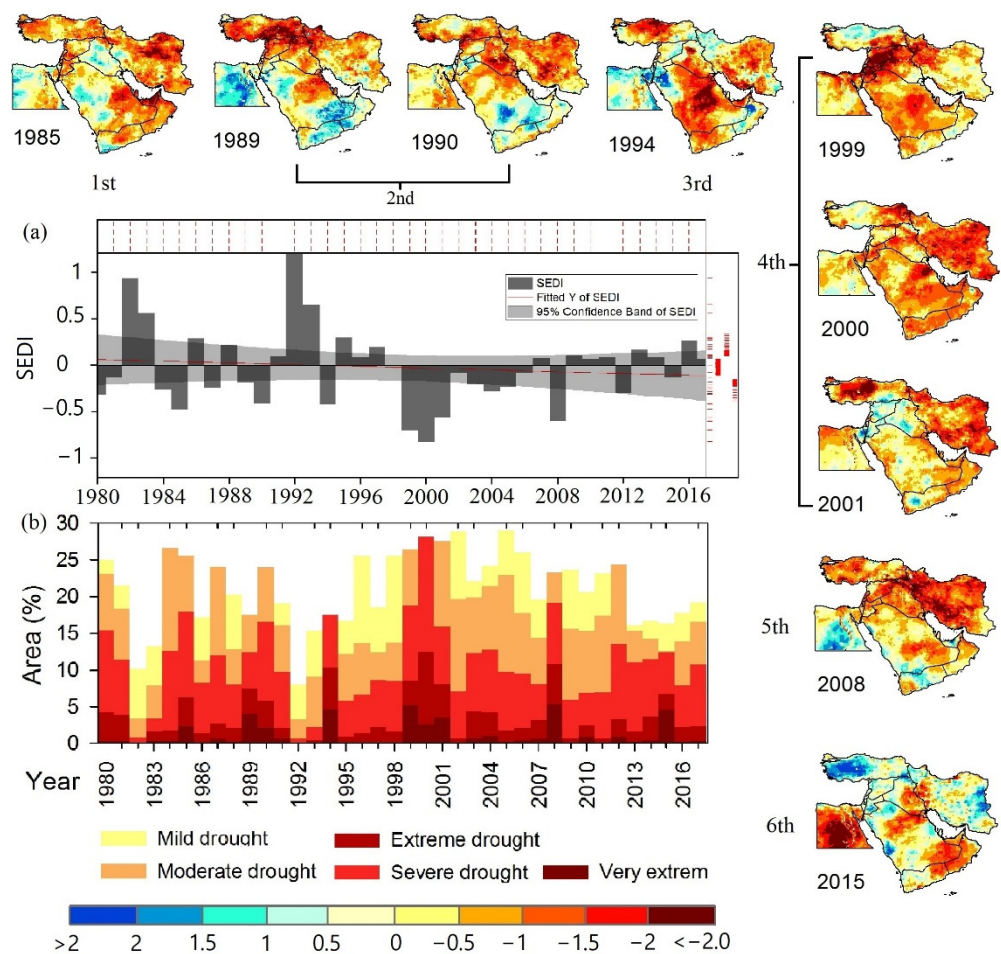 1985
1989
1990
1994
1999
1st
2nd
3rd
4th
2000
2001
5th
2008
6th
2015
(a)
SEDI
1
0.5
0
−0.5
−1
SEDI
Fitted Y of SEDI
95% Confidence Band of SEDI
1980 1984 1988 1992 1996 2000 2004 2008 2012 2016
(b)
Area (%)
30
25
20
15
10
5
0
Year
1980 1983 1986 1989 1992 1995 1998 2001 2004 2007 2010 2013 2016
Mild drought
Extreme drought
Moderate drought
Severe drought
Very extrem
>2 2 1.5 1 0.5 0 −0.5 −1 −1.5 −2 <−2.0